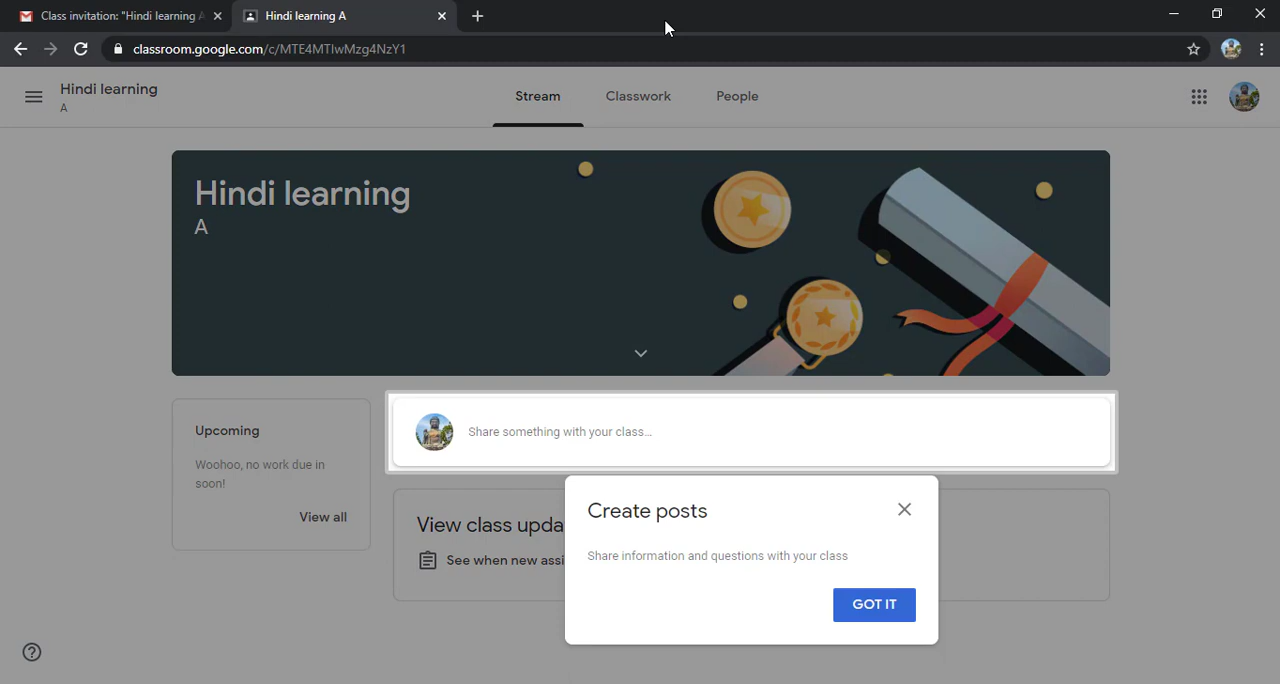 Class invitation: "Hindi learning A
Hindi learning A
classroom.google.com/c/MTE4MTIwMzg4NzY1
Hindi learning
A
Stream
Classwork
People
Hindi learning
A
Upcoming
Woohoo, no work due in
soon!
View all
Share something with your class...
View class upda
See when new assi
Create posts
Share information and questions with your class
GOT IT